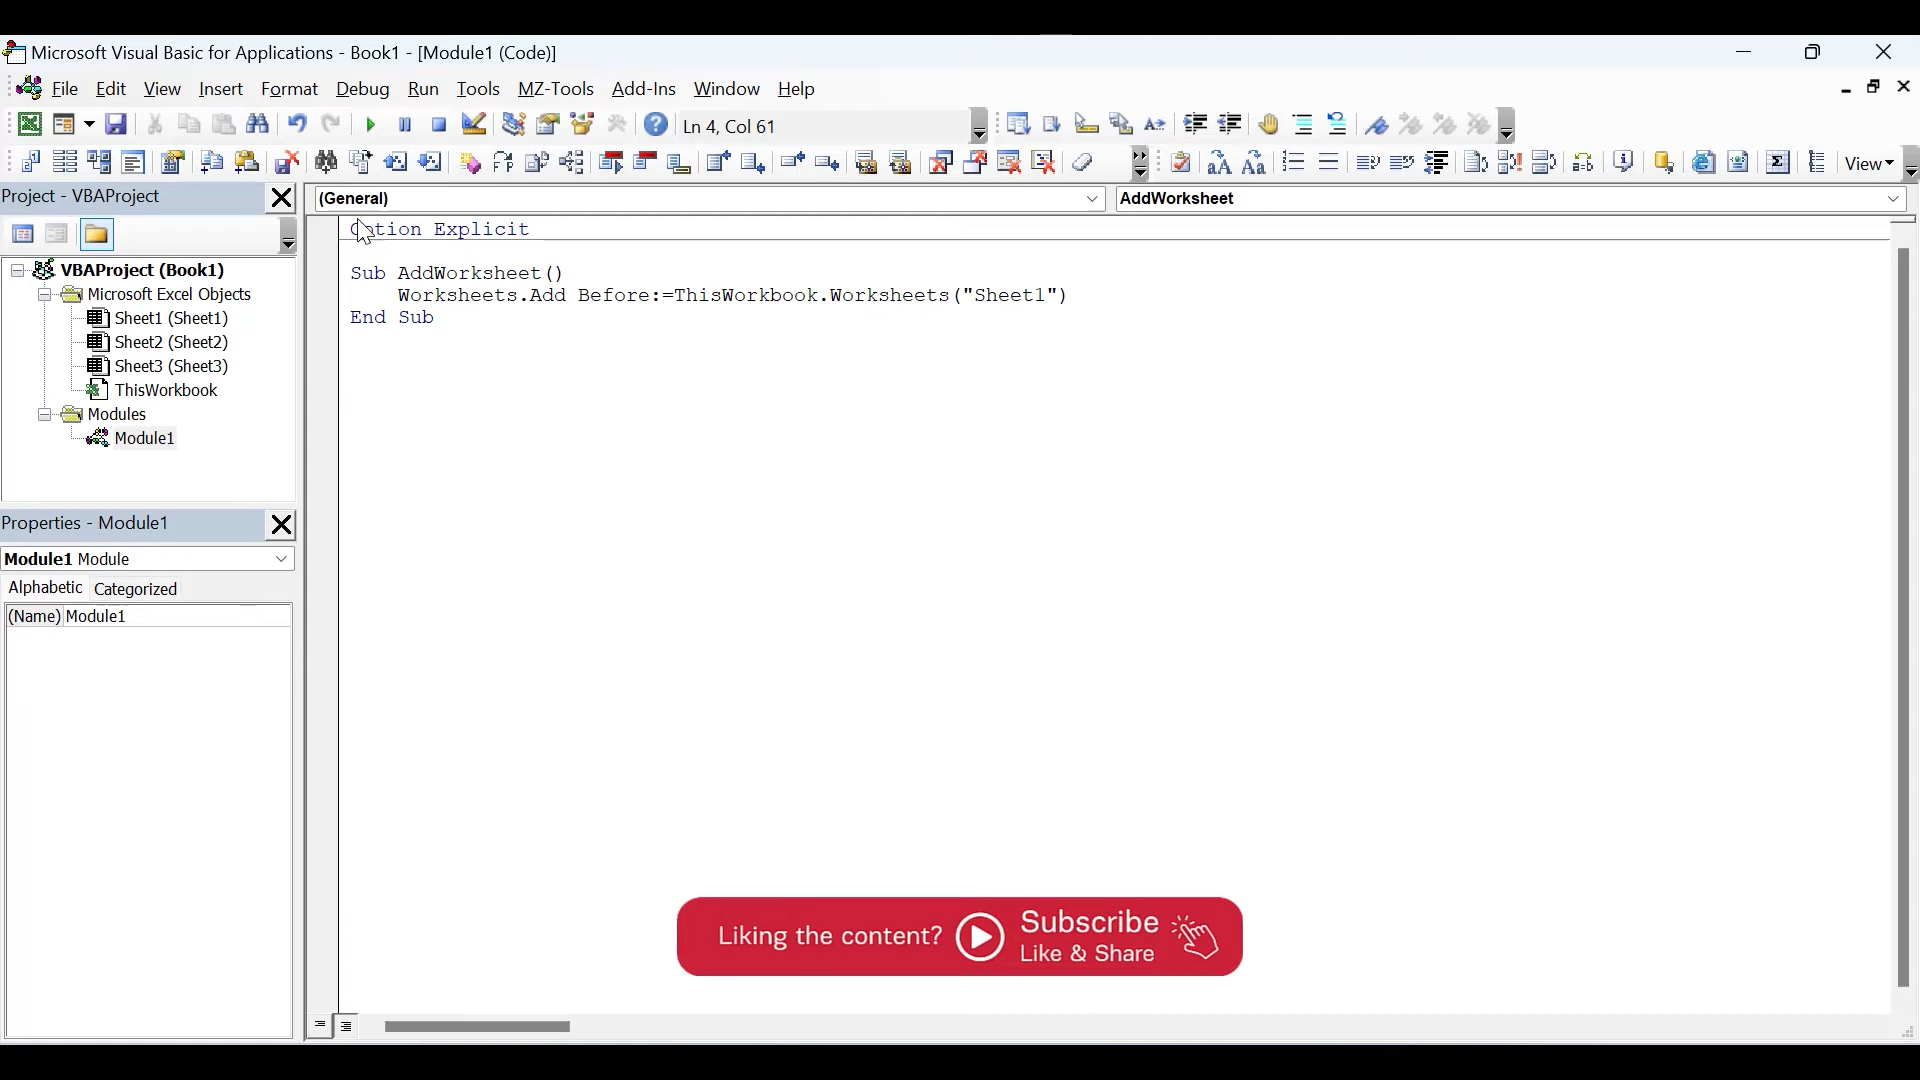 Microsoft Visual Basic for Applications - Book1 - [Module1 (Code)]
File Edit View Insert Format Debug Run Tools MZ-Tools Add-Ins Window Help
Ln 4, Col 61
View
Project - VBAProject
(General)
AddWorksheet
VBAProject (Book1)
Microsoft Excel Objects
Sheet1 (Sheet1)
Sheet2 (Sheet2)
Sheet3 (Sheet3)
ThisWorkbook
Modules
Module1
Properties - Module1
Module1 Module
Alphabetic Categorized
(Name) Module1
Option Explicit
Sub AddWorksheet()
Worksheets.Add Before:=ThisWorkbook.Worksheets("Sheet1")
End Sub
Liking the content?
Subscribe
Like & Share